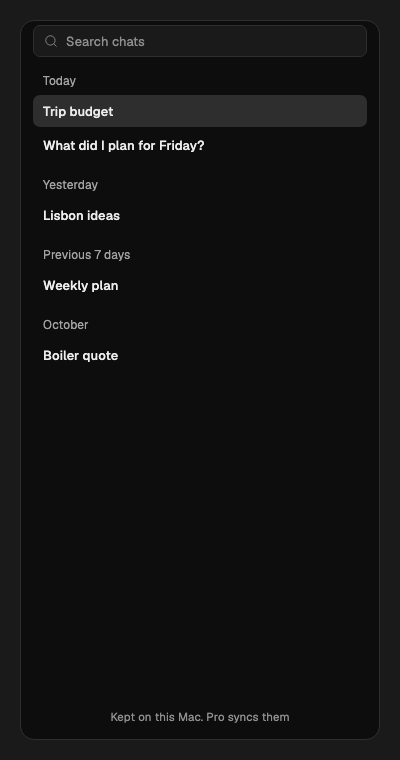 Search chats
Today
Trip budget
What did I plan for Friday?
Yesterday
Lisbon ideas
Previous 7 days
Weekly plan
October
Boiler quote
Kept on this Mac. Pro syncs them